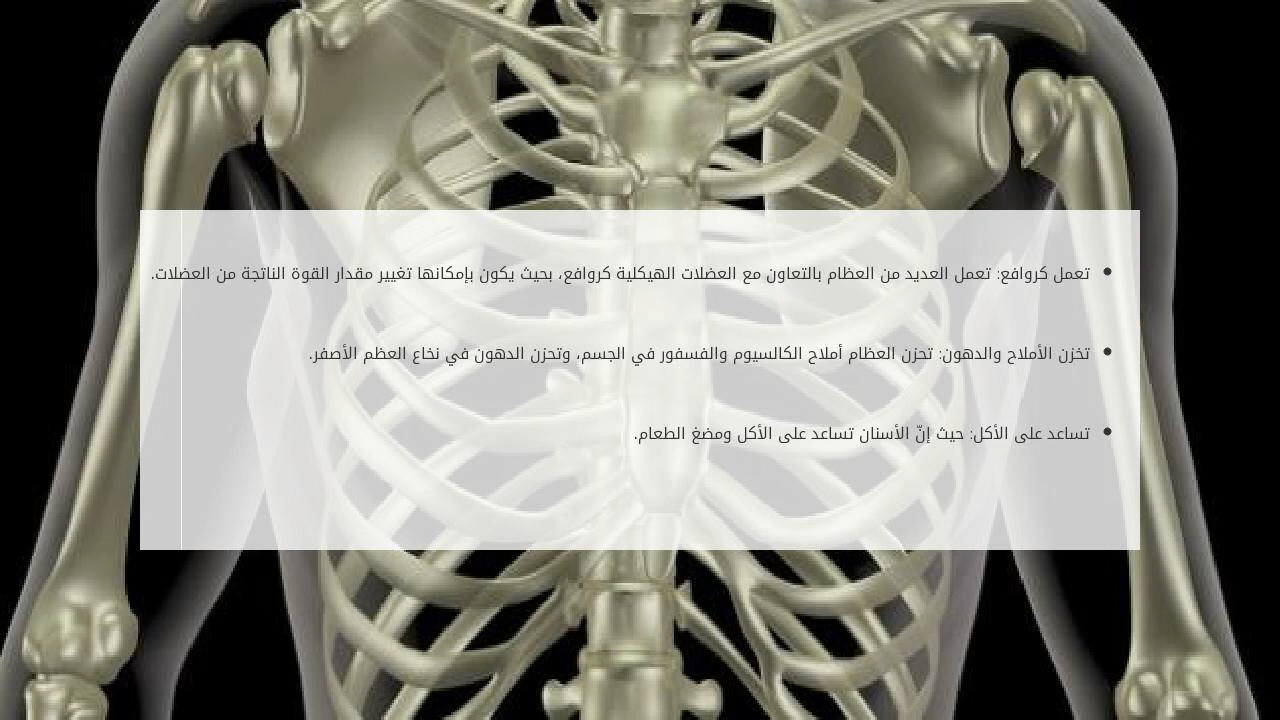 • تعمل كروافع: تعمل العديد من العظام بالتعاون مع العضلات الهيكلية كروافع، بحيث يكون بإمكانها تغيير مقدار القوة الناتجة من العضلات.
• تخزن الأملاح والدهون: تحزن العظام أملاح الكالسيوم والفسفور في الجسم، وتحزن الدهون في نخاع العظم الأصفر.
• تساعد على الأكل: حيث إنّ الأسنان تساعد على الأكل ومضغ الطعام.